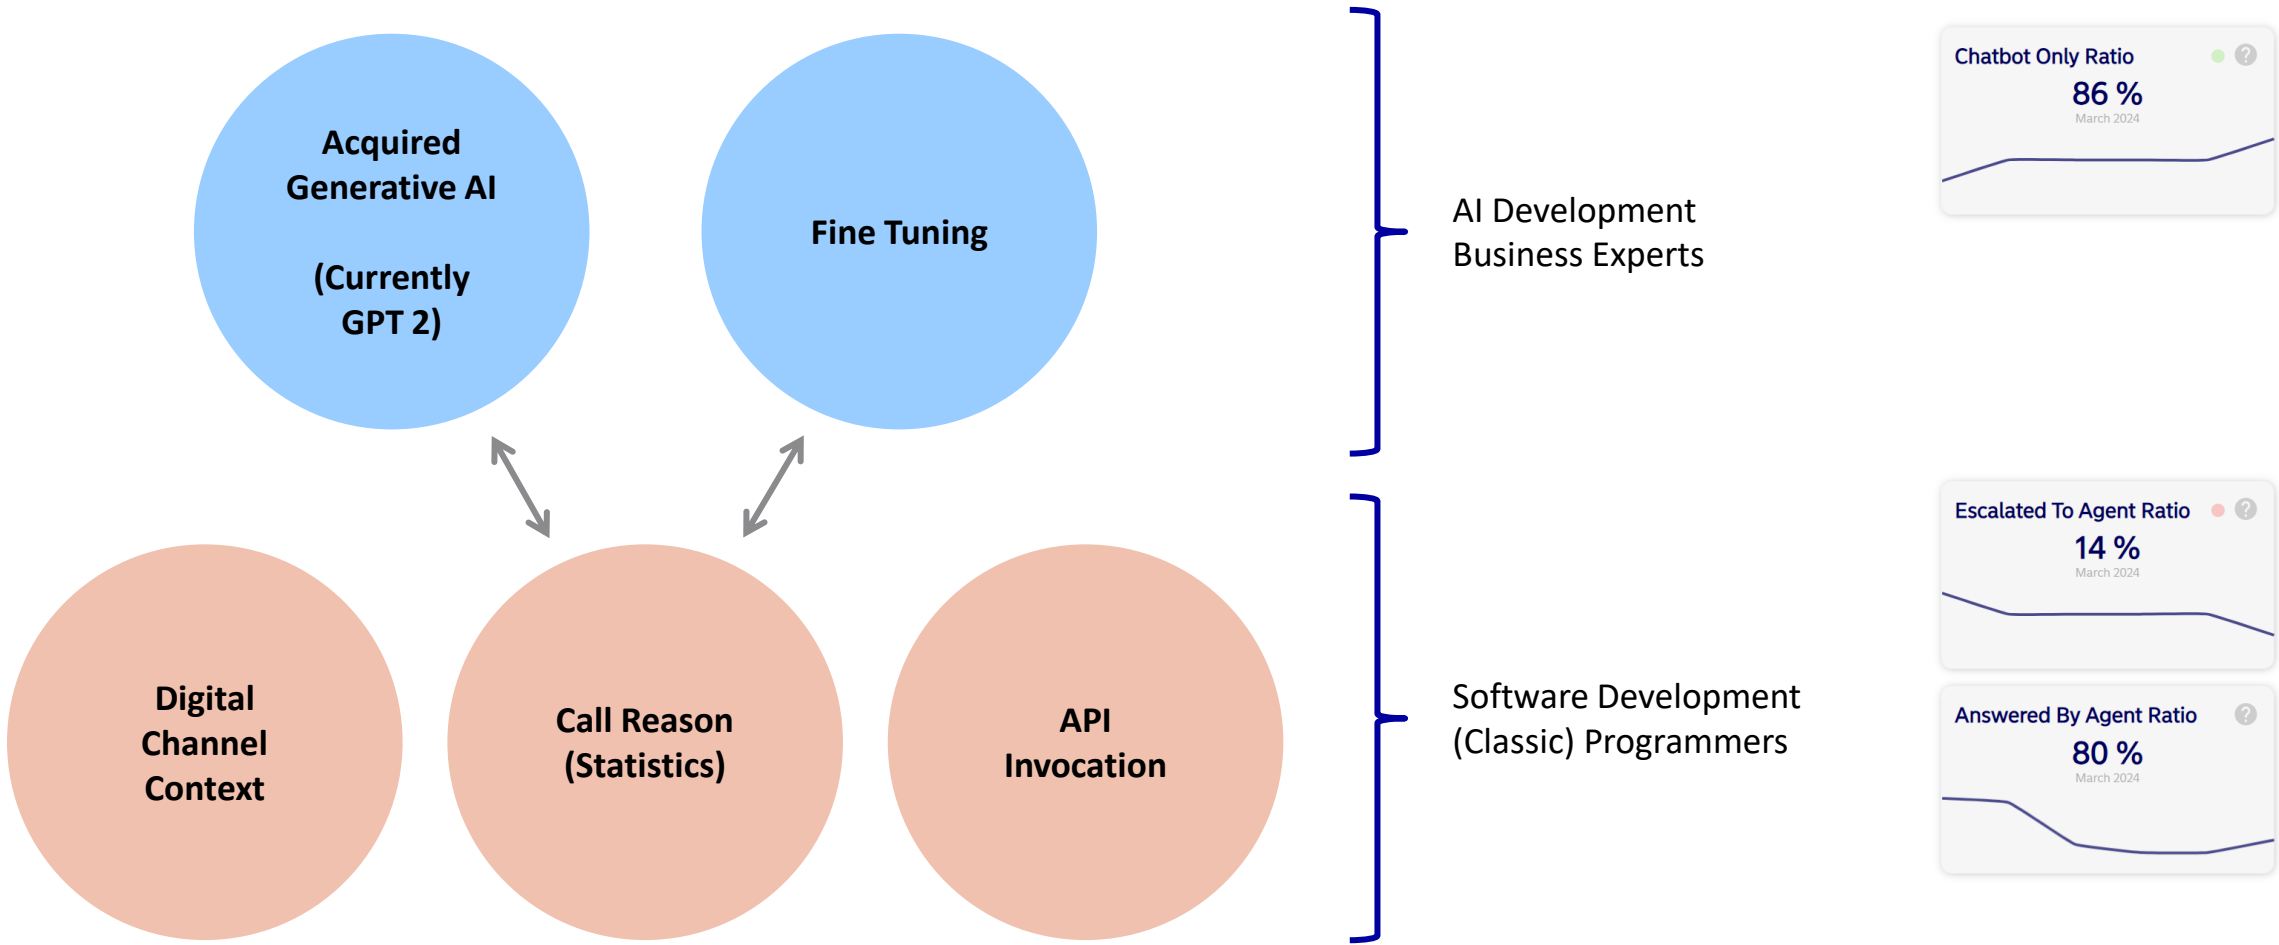 Acquired
Generative AI
(Currently
GPT 2)
Fine Tuning
AI Development
Business Experts
Chatbot Only Ratio
?
86 %
March 2024
Digital
Channel
Context
Call Reason
(Statistics)
API
Invocation
Software Development
(Classic) Programmers
Escalated To Agent Ratio
?
14 %
March 2024
Answered By Agent Ratio
?
80 %
March 2024